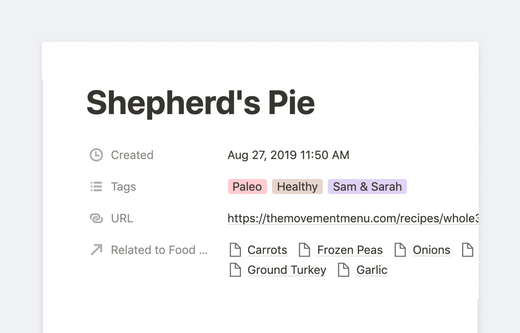 Shepherd's Pie
Created Aug 27, 2019 11:50 AM
Tags Paleo Healthy Sam & Sarah
URL https://themovementmenu.com/recipes/whole3
Related to Food ... Carrots Frozen Peas Onions
Ground Turkey Garlic